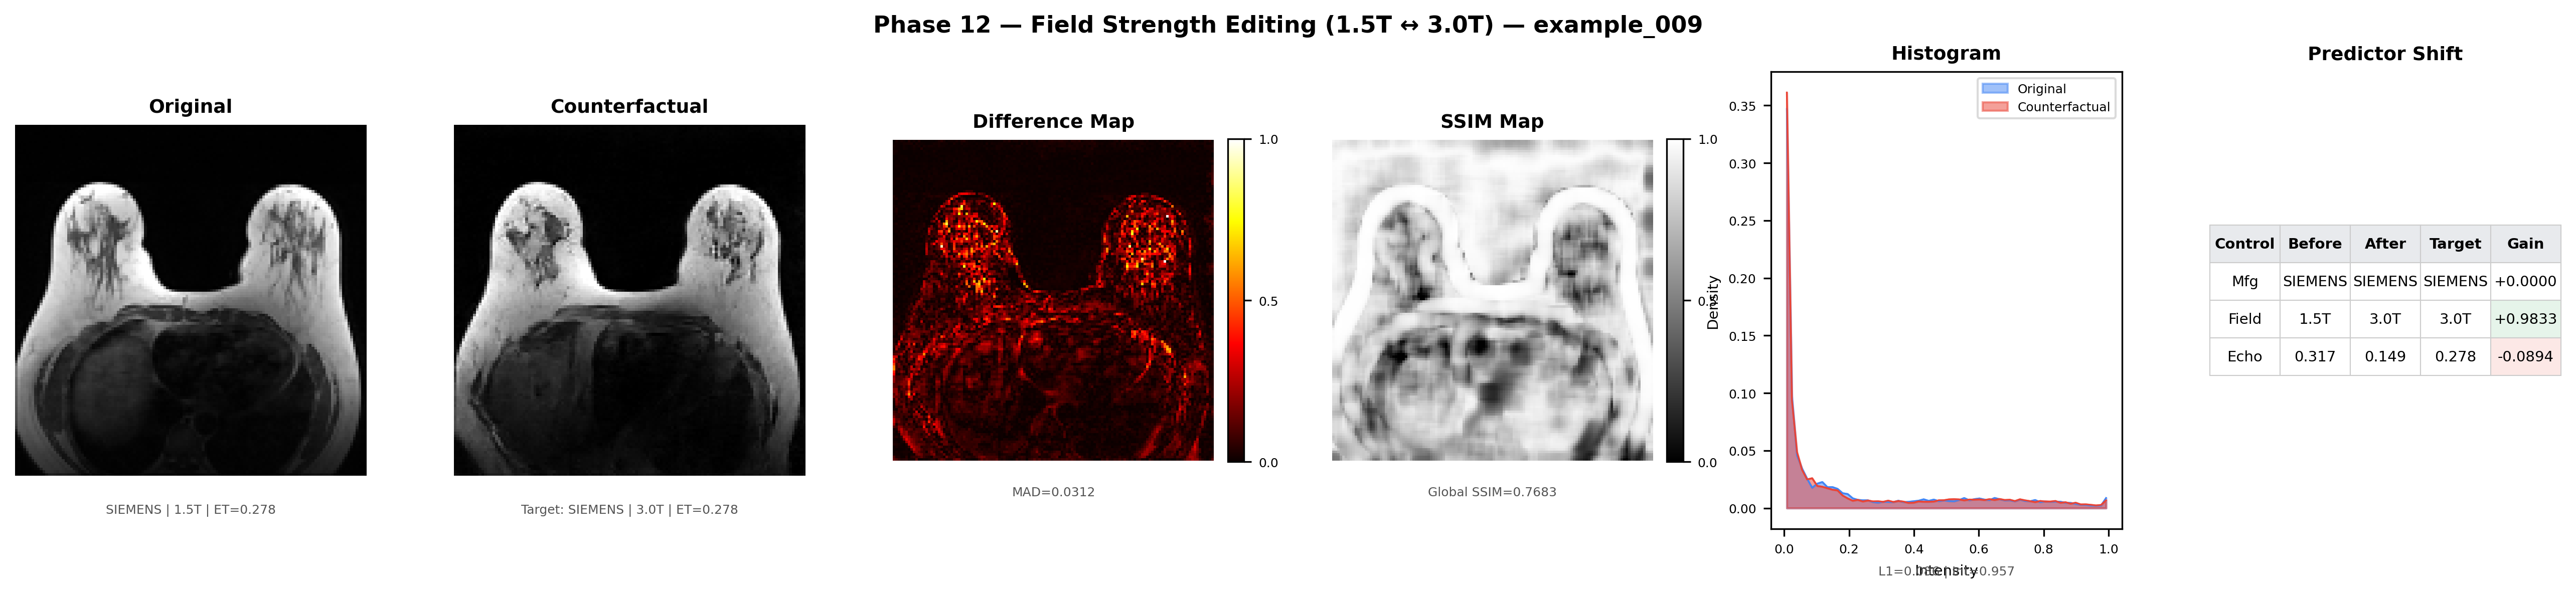 Phase 12 — Field Strength Editing (1.5T ↔ 3.0T) — example_009
Original
SIEMENS | 1.5T | ET=0.278
Counterfactual
Target: SIEMENS | 3.0T | ET=0.278
Difference Map
1.0
0.5
0.0
MAD=0.0312
SSIM Map
1.0
0.0
Global SSIM=0.7683
Histogram
Original
Counterfactual
Density
0.35
0.30
0.25
0.20
0.15
0.10
0.05
0.00
0.0 0.2 0.4 0.6 0.8 1.0
Intensity
Predictor Shift
Control Before After Target Gain
Mfg SIEMENS SIEMENS SIEMENS +0.0000
Field 1.5T 3.0T 3.0T +0.9833
Echo 0.317 0.149 0.278 -0.0894